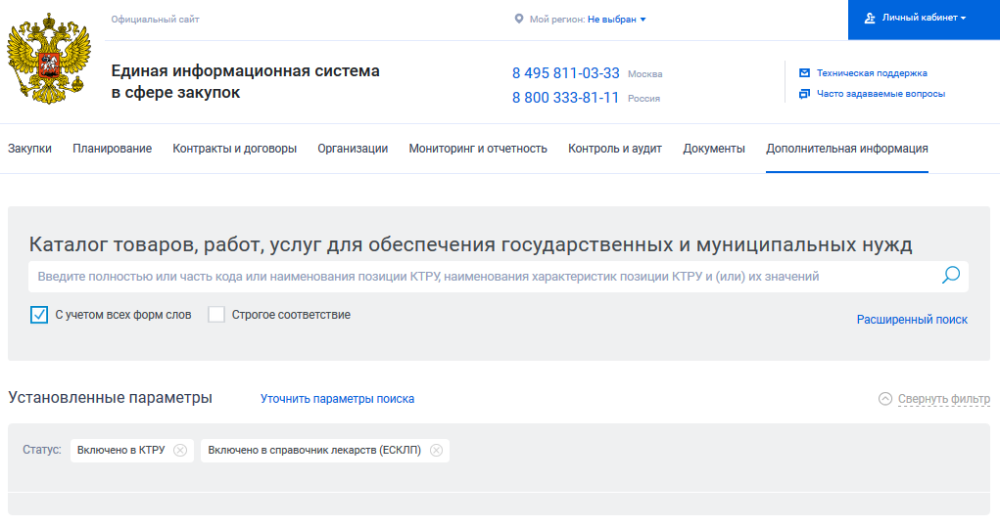 Официальный сайт
Мой регион: Не выбран
Личный кабинет
Единая информационная система
в сфере закупок
8 495 811-03-33 Москва
8 800 333-81-11 Россия
Техническая поддержка
Часто задаваемые вопросы
Закупки Планирование Контракты и договоры Организации Мониторинг и отчетность Контроль и аудит Документы Дополнительная информация
Каталог товаров, работ, услуг для обеспечения государственных и муниципальных нужд
Введите полностью или часть кода или наименования позиции КТРУ, наименования характеристик позиции КТРУ и (или) их значений
С учетом всех форм слов Строгое соответствие
Расширенный поиск
Установленные параметры Уточнить параметры поиска Свернуть фильтр
Статус: Включено в КТРУ Включено в справочник лекарств (ЕСКЛП)